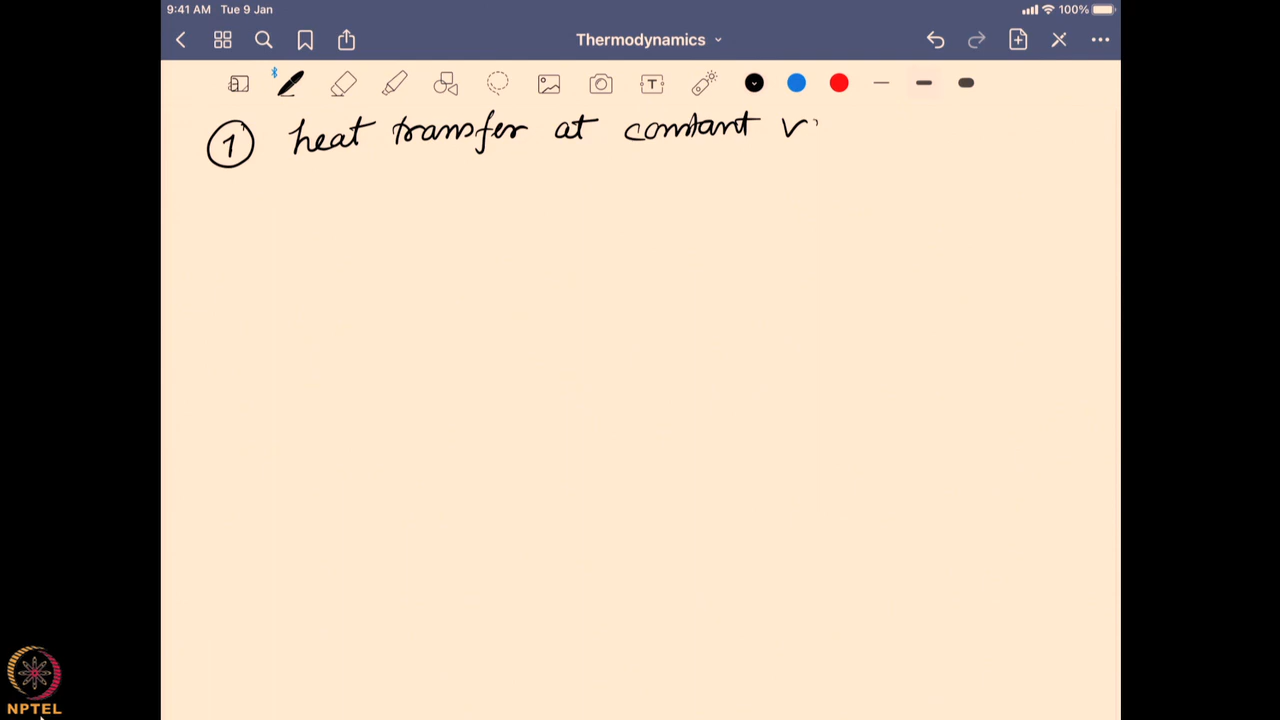 9:41 AM Tue 9 Jan 100%
Thermodynamics
T
1 heat transfer at constant v
NPTEL